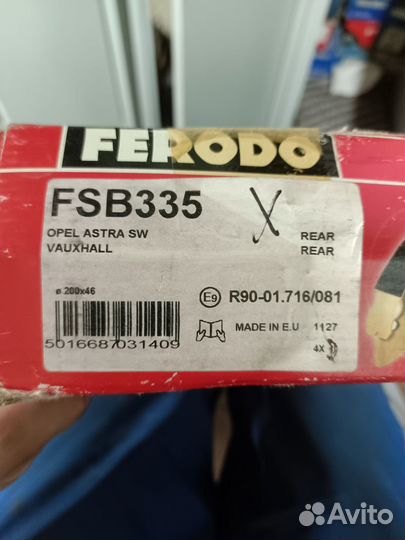 FERODO
FSB335
X
OPEL ASTRA SW REAR
VAUXHALL REAR
ø 200x46
E9 R90-01.716/081
MADE IN E.U 1127
5016687031409
4X
Avito